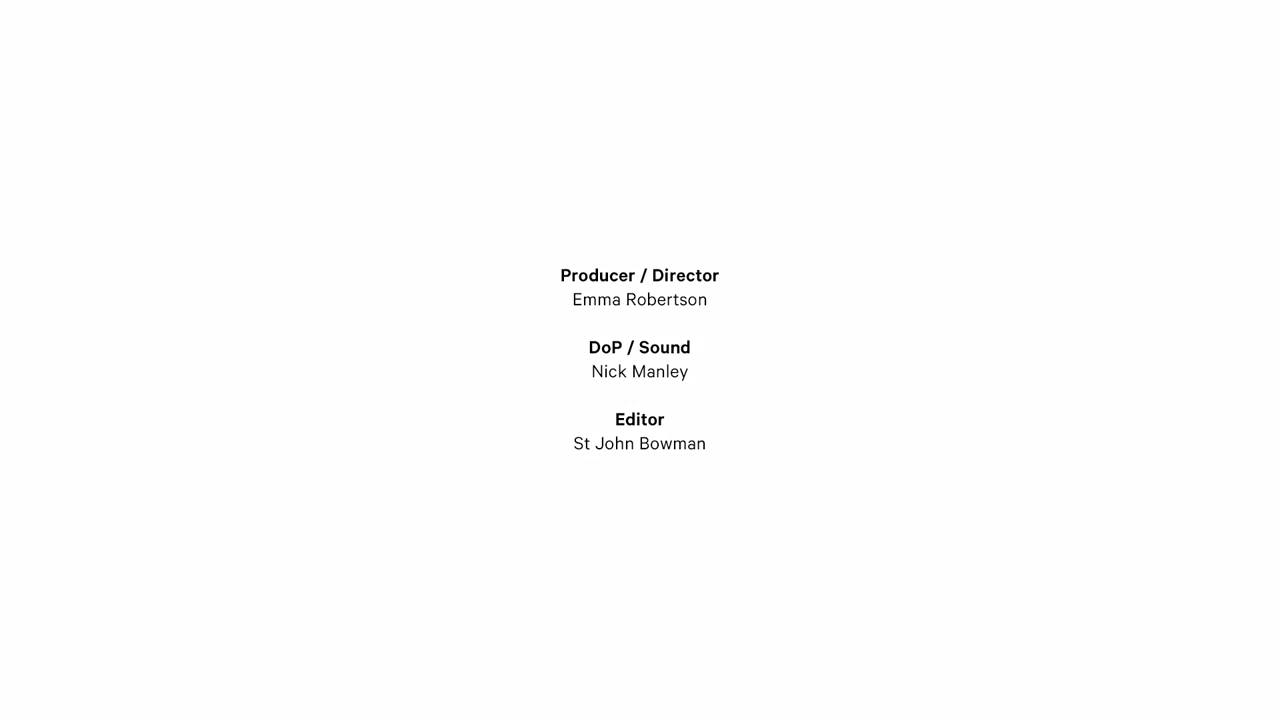 Producer / Director
Emma Robertson
DoP / Sound
Nick Manley
Editor
St John Bowman